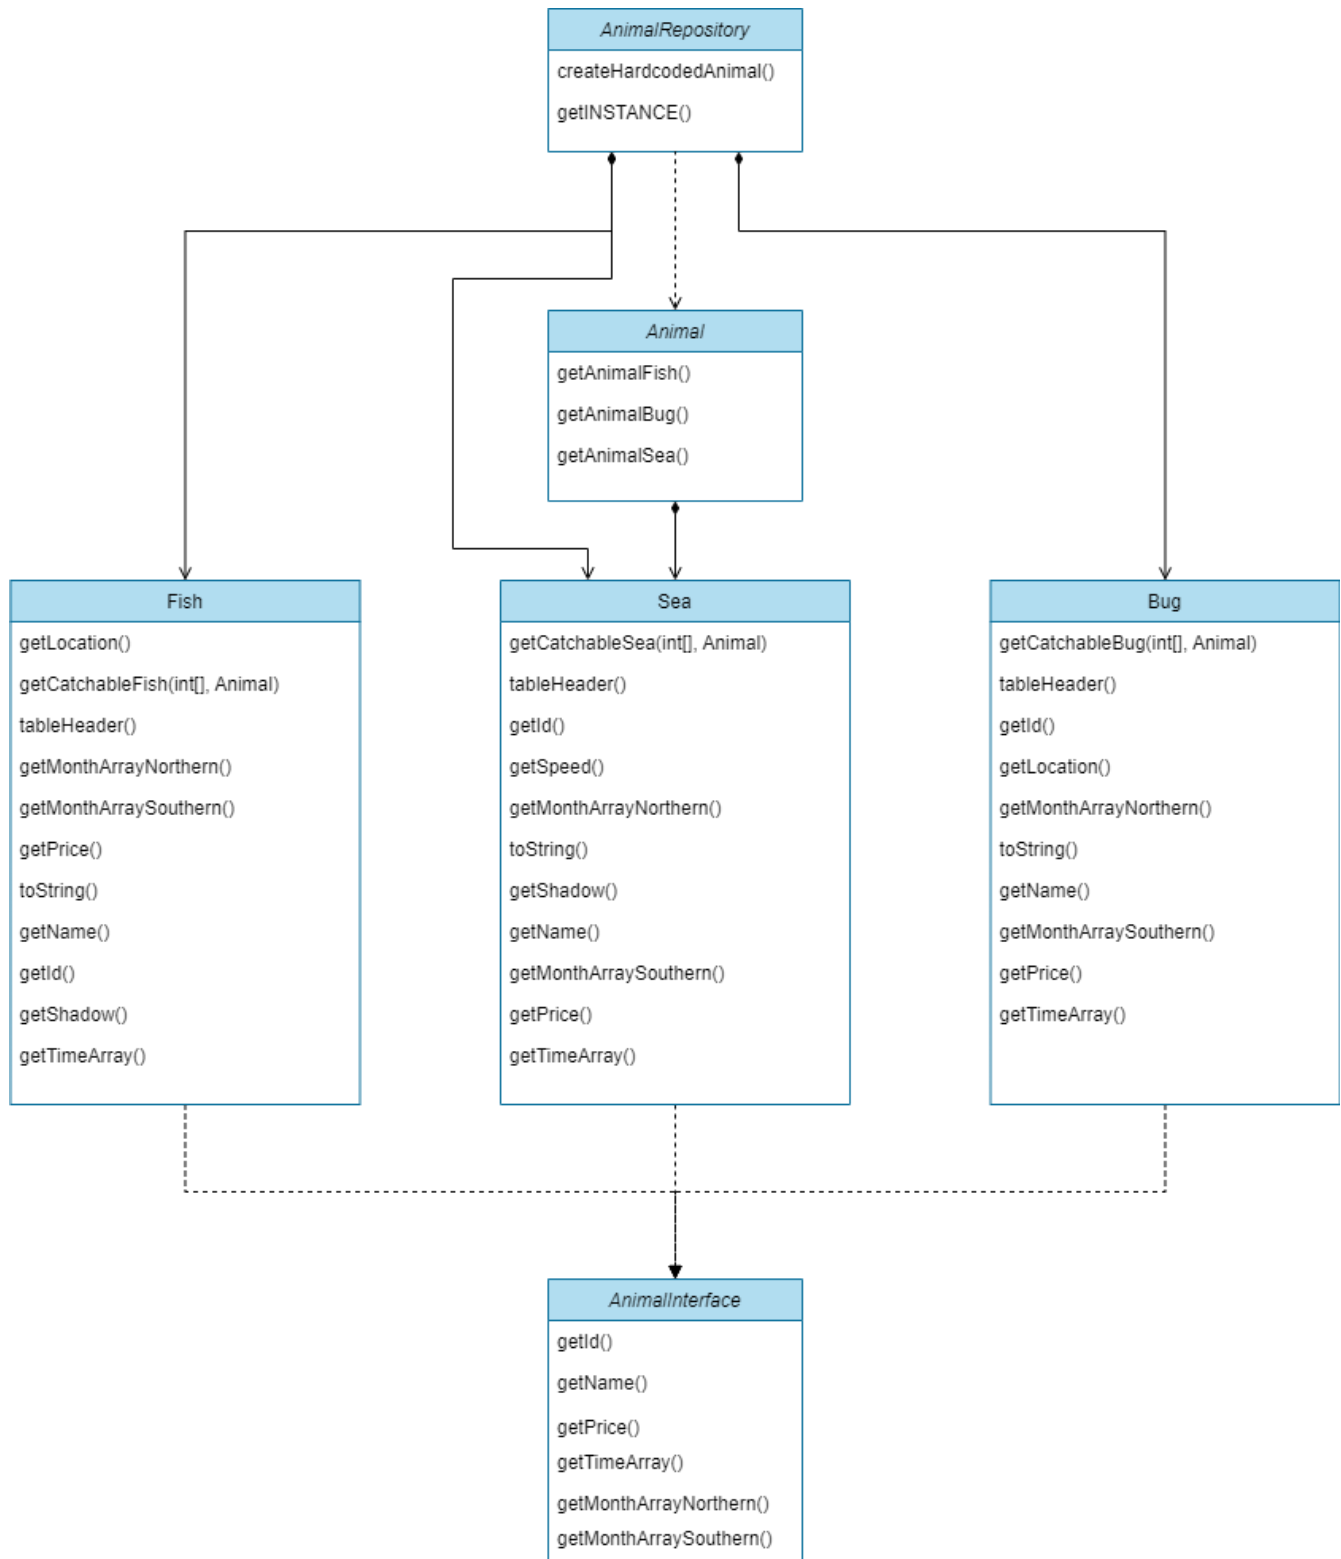 AnimalRepository
createHardcodedAnimal()
getINSTANCE()
Animal
getAnimalFish()
getAnimalBug()
getAnimalSea()
Fish
getLocation()
getCatchableFish(int[], Animal)
tableHeader()
getMonthArrayNorthern()
getMonthArraySouthern()
getPrice()
toString()
getName()
getId()
getShadow()
getTimeArray()
Sea
getCatchableSea(int[], Animal)
tableHeader()
getId()
getSpeed()
getMonthArrayNorthern()
toString()
getShadow()
getName()
getMonthArraySouthern()
getPrice()
getTimeArray()
Bug
getCatchableBug(int[], Animal)
tableHeader()
getId()
getLocation()
getMonthArrayNorthern()
toString()
getName()
getMonthArraySouthern()
getPrice()
getTimeArray()
AnimalInterface
getId()
getName()
getPrice()
getTimeArray()
getMonthArrayNorthern()
getMonthArraySouthern()